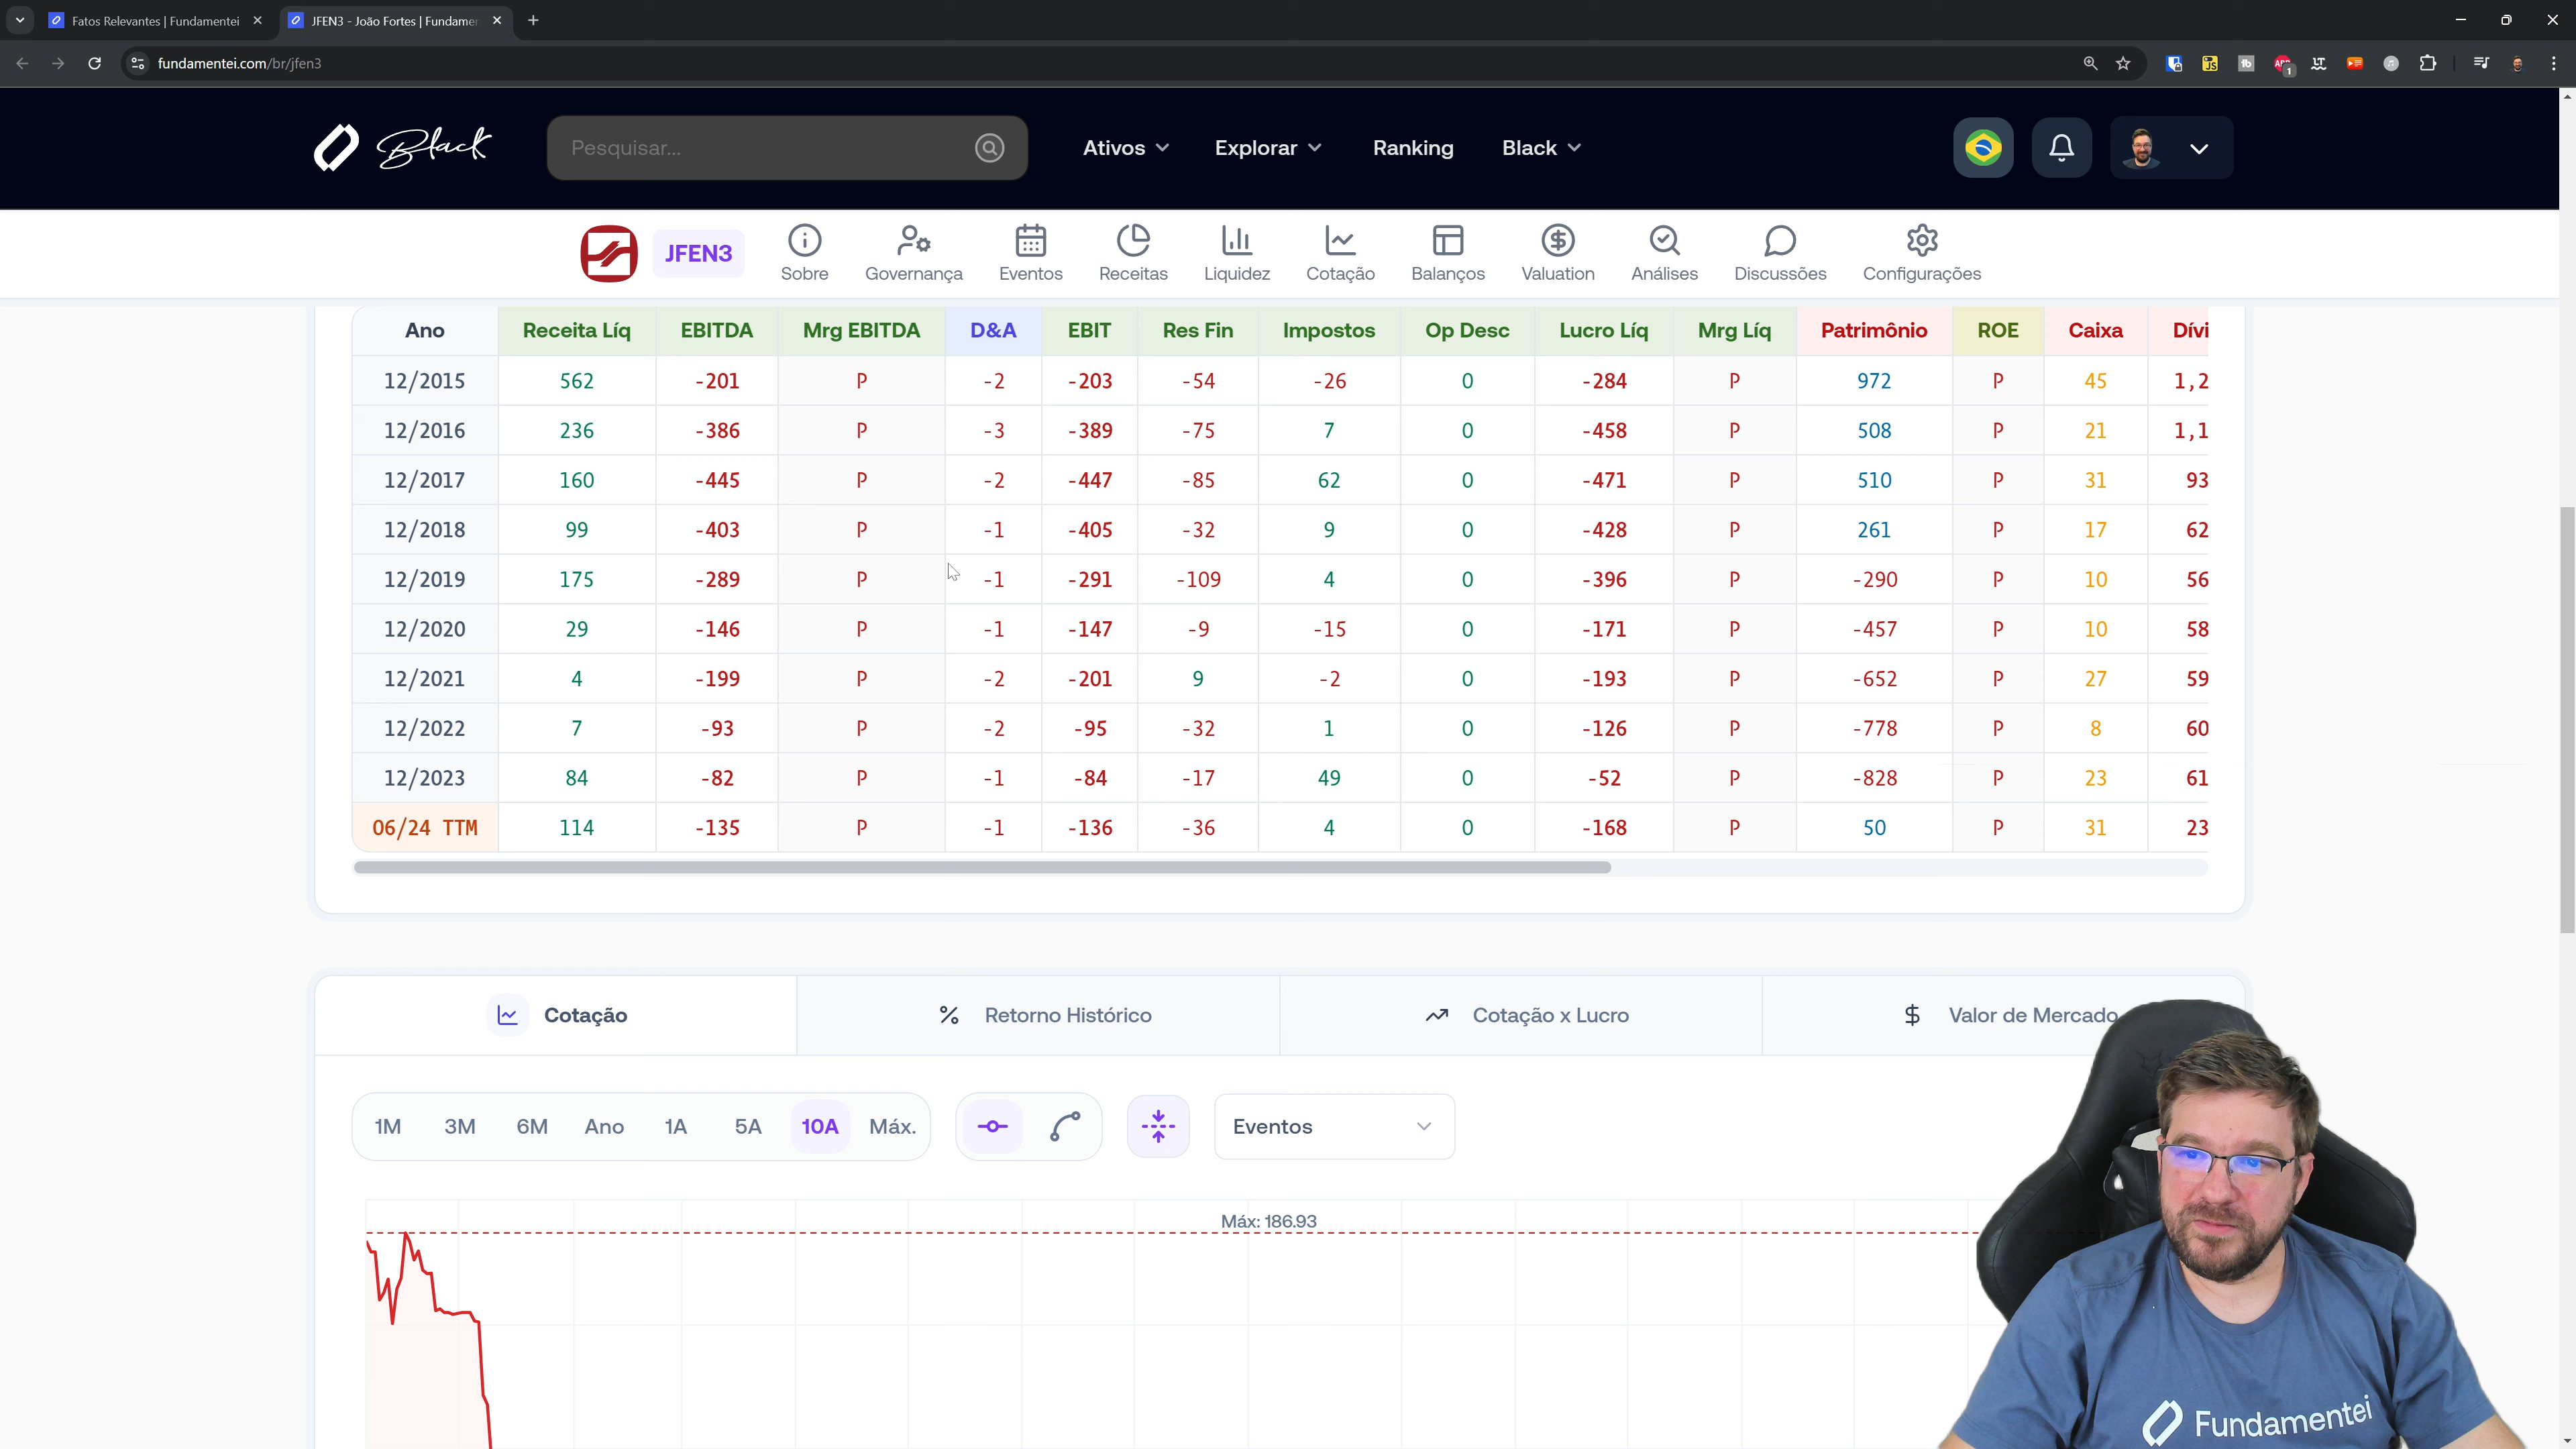 Fatos Relevantes | Fundamentei
JFEN3 - João Fortes | Fundamen
fundamentei.com/br/jfen3
Black
Pesquisar...
Ativos
Explorar
Ranking
Black
JFEN3
Sobre
Governança
Eventos
Receitas
Liquidez
Cotação
Balanços
Valuation
Análises
Discussões
Configurações
Ano Receita Líq EBITDA Mrg EBITDA D&A EBIT Res Fin Impostos Op Desc Lucro Líq Mrg Líq Patrimônio ROE Caixa Dívi
12/2015 562 -201 P -2 -203 -54 -26 0 -284 P 972 P 45 1,2
12/2016 236 -386 P -3 -389 -75 7 0 -458 P 508 P 21 1,1
12/2017 160 -445 P -2 -447 -85 62 0 -471 P 510 P 31 93
12/2018 99 -403 P -1 -405 -32 9 0 -428 P 261 P 17 62
12/2019 175 -289 P -1 -291 -109 4 0 -396 P -290 P 10 56
12/2020 29 -146 P -1 -147 -9 -15 0 -171 P -457 P 10 58
12/2021 4 -199 P -2 -201 9 -2 0 -193 P -652 P 27 59
12/2022 7 -93 P -2 -95 -32 1 0 -126 P -778 P 8 60
12/2023 84 -82 P -1 -84 -17 49 0 -52 P -828 P 23 61
06/24 TTM 114 -135 P -1 -136 -36 4 0 -168 P 50 P 31 23
Cotação
% Retorno Histórico
Cotação x Lucro
$ Valor de Mercado
1M 3M 6M Ano 1A 5A 10A Máx.
Eventos
Máx: 186.93
Fundamentei